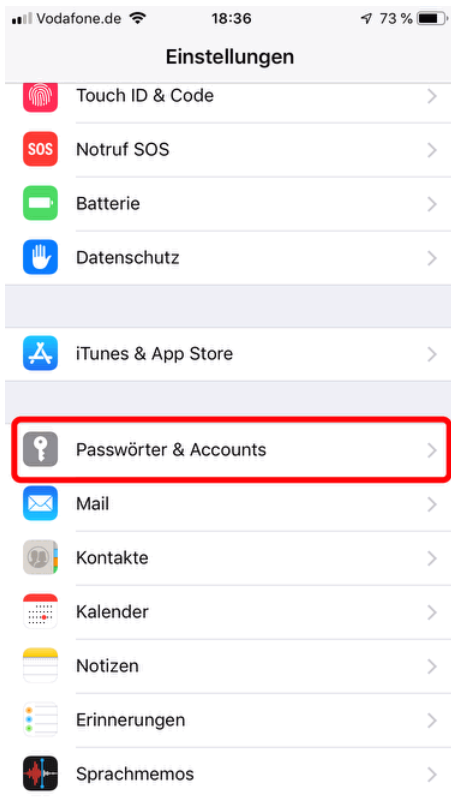 Vodafone.de 18:36 73 %
Einstellungen
Touch ID & Code
SOS Notruf SOS
Batterie
Datenschutz
iTunes & App Store
Passwörter & Accounts
Mail
Kontakte
Kalender
Notizen
Erinnerungen
Sprachmemos